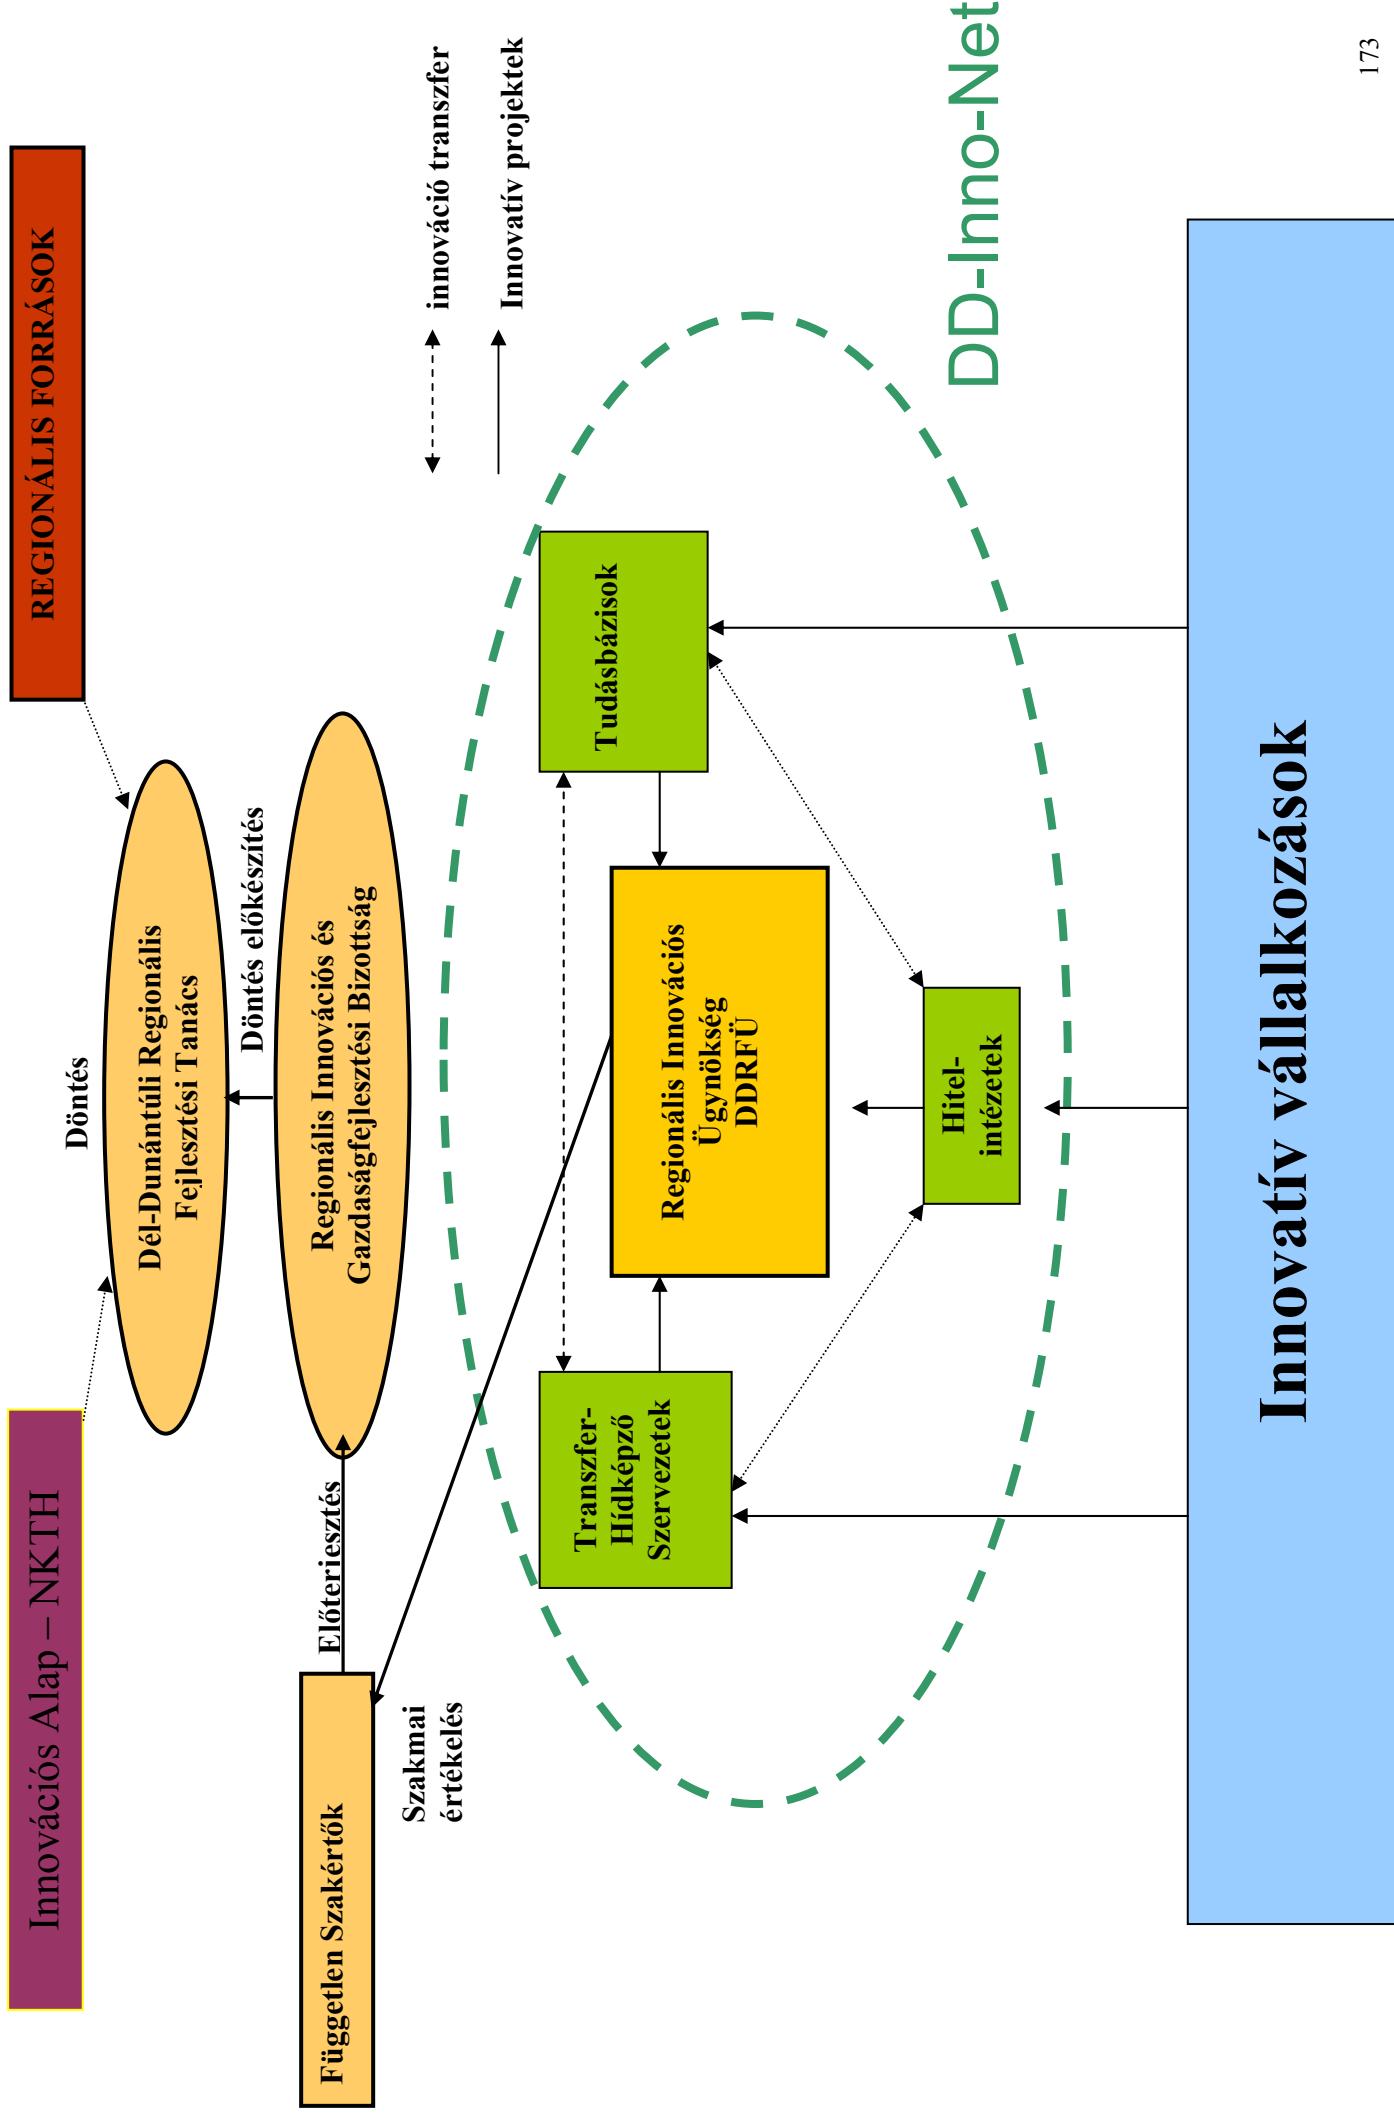 Innovációs Alap – NKTH
REGIONÁLIS FORRÁSOK
Döntés
Dél-Dunántúli Regionális
Fejlesztési Tanács
Döntés előkészítés
Független Szakértők
Előteriesztés
Regionális Innovációs és
Gazdaságfejlesztési Bizottság
Szakmai
értékelés
innováció transzfer
Innovatív projektek
Transzfer-
Hídképző
Szervezetek
Regionális Innovációs
Ügynökség
DDRFÜ
Tudásbázisok
Hitel-
intézetek
DD-Inno-Net
Innovatív vállalkozások
173